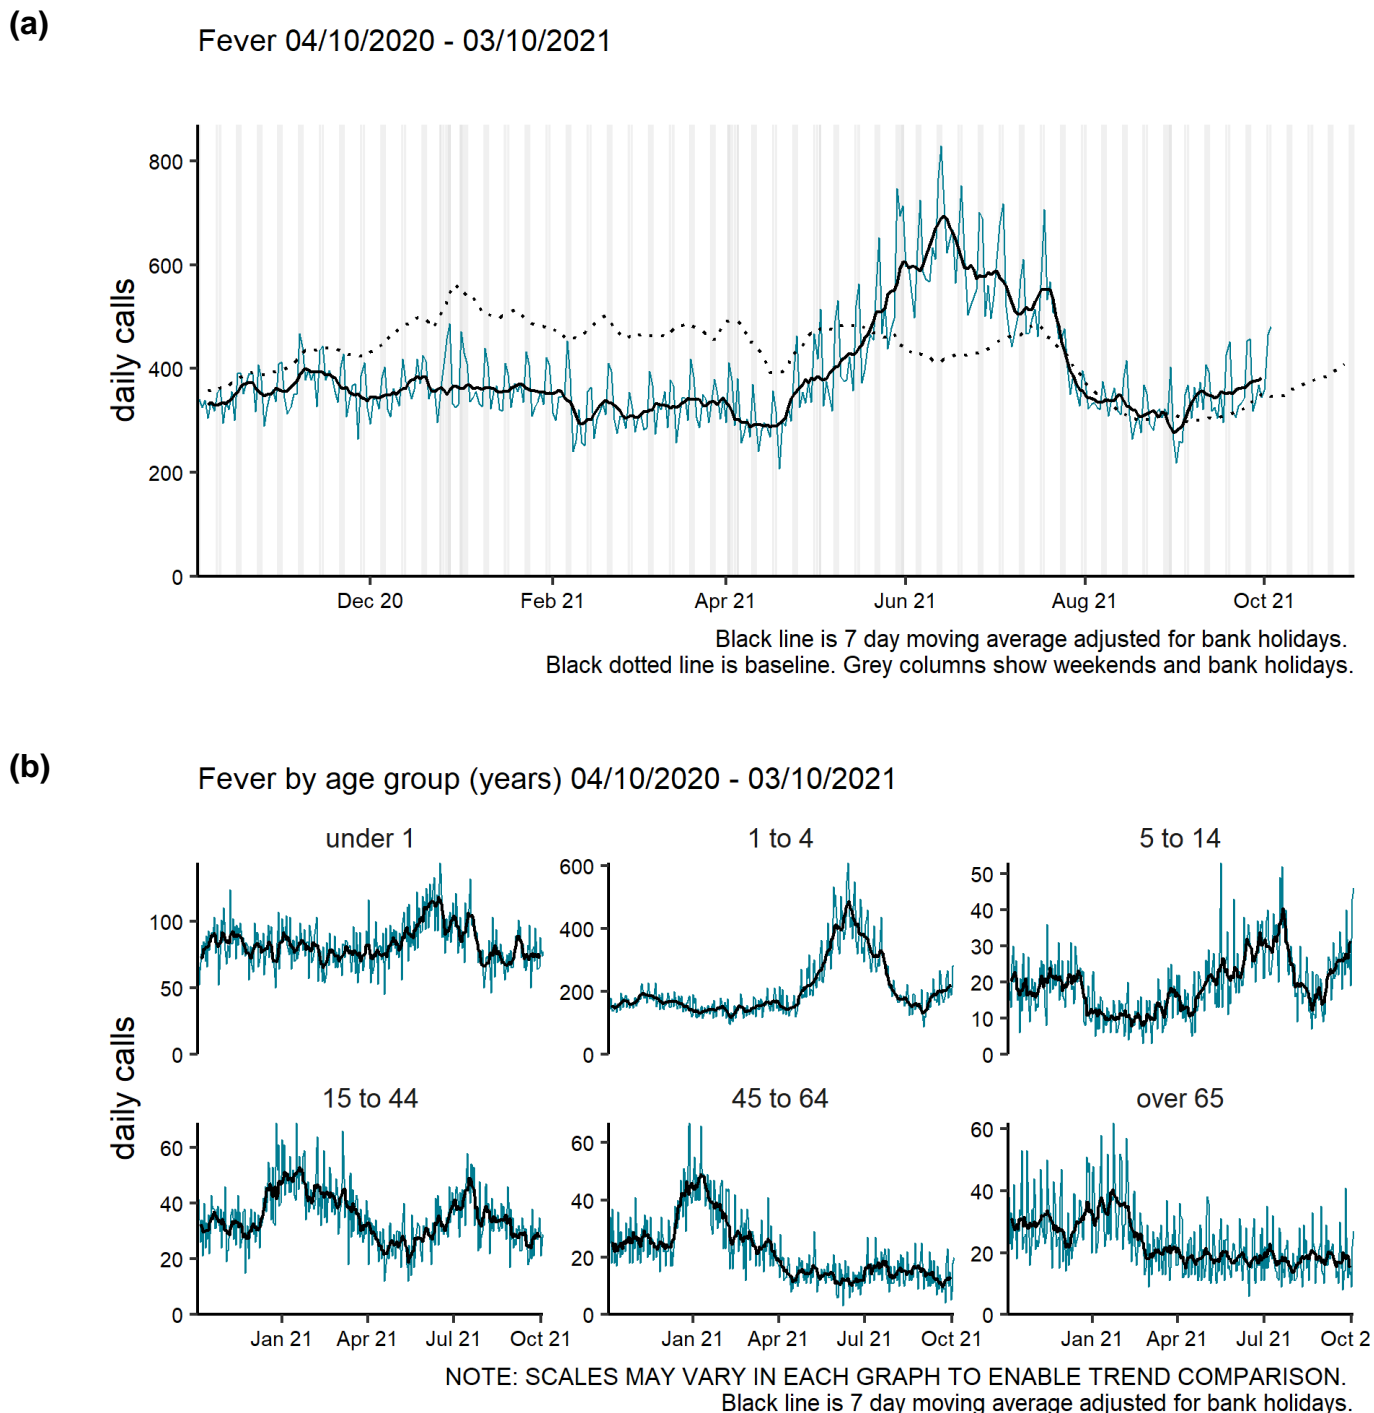 (a)
Fever 04/10/2020 - 03/10/2021
daily calls
800
600
400
200
0
Dec 20 Feb 21 Apr 21 Jun 21 Aug 21 Oct 21
Black line is 7 day moving average adjusted for bank holidays.
Black dotted line is baseline. Grey columns show weekends and bank holidays.
(b)
Fever by age group (years) 04/10/2020 - 03/10/2021
daily calls
under 1
100
50
0
1 to 4
600
400
200
0
5 to 14
50
40
30
20
10
0
15 to 44
60
40
20
0
Jan 21 Apr 21 Jul 21 Oct 21
45 to 64
60
40
20
0
Jan 21 Apr 21 Jul 21 Oct 21
over 65
60
40
20
0
Jan 21 Apr 21 Jul 21 Oct 2
NOTE: SCALES MAY VARY IN EACH GRAPH TO ENABLE TREND COMPARISON.
Black line is 7 day moving average adjusted for bank holidays.